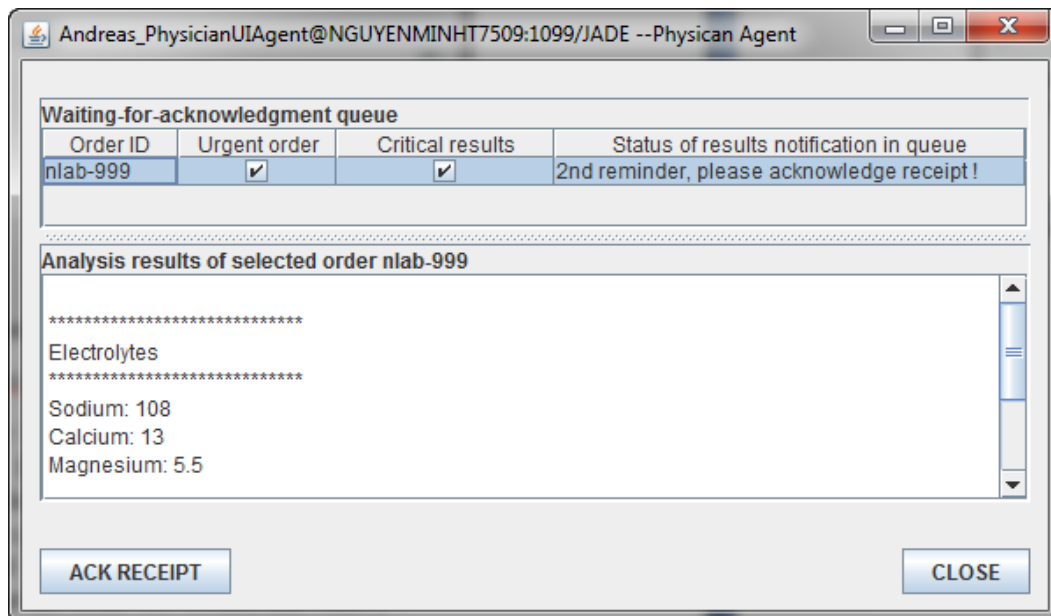 Andreas_PhysicianUIAgent@NGUYENMINHT7509:1099/JADE --Physican Agent
Waiting-for-acknowledgment queue
Order ID Urgent order Critical results Status of results notification in queue
nlab-999 2nd reminder, please acknowledge receipt !
Analysis results of selected order nlab-999
*****************************
Electrolytes
*****************************
Sodium: 108
Calcium: 13
Magnesium: 5.5
ACK RECEIPT CLOSE